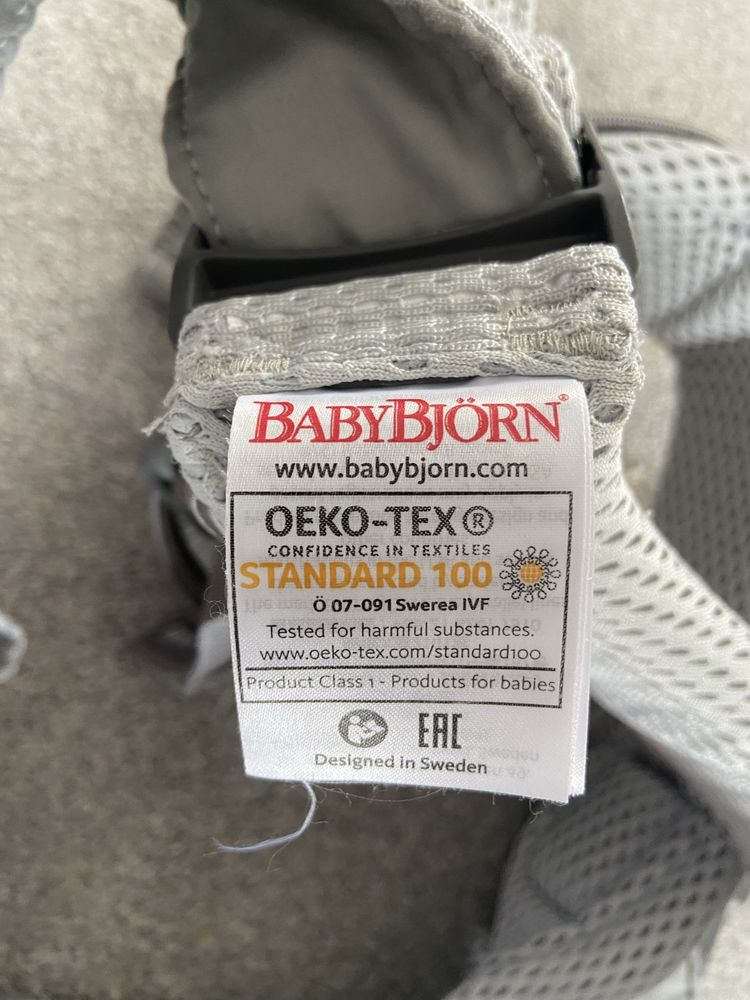 BABYBJÖRN®
www.babybjorn.com
OEKO-TEX®
CONFIDENCE IN TEXTILES
STANDARD 100
Ö 07-091 Swerea IVF
Tested for harmful substances.
www.oeko-tex.com/standard100
Product Class 1 - Products for babies
EAC
Designed in Sweden